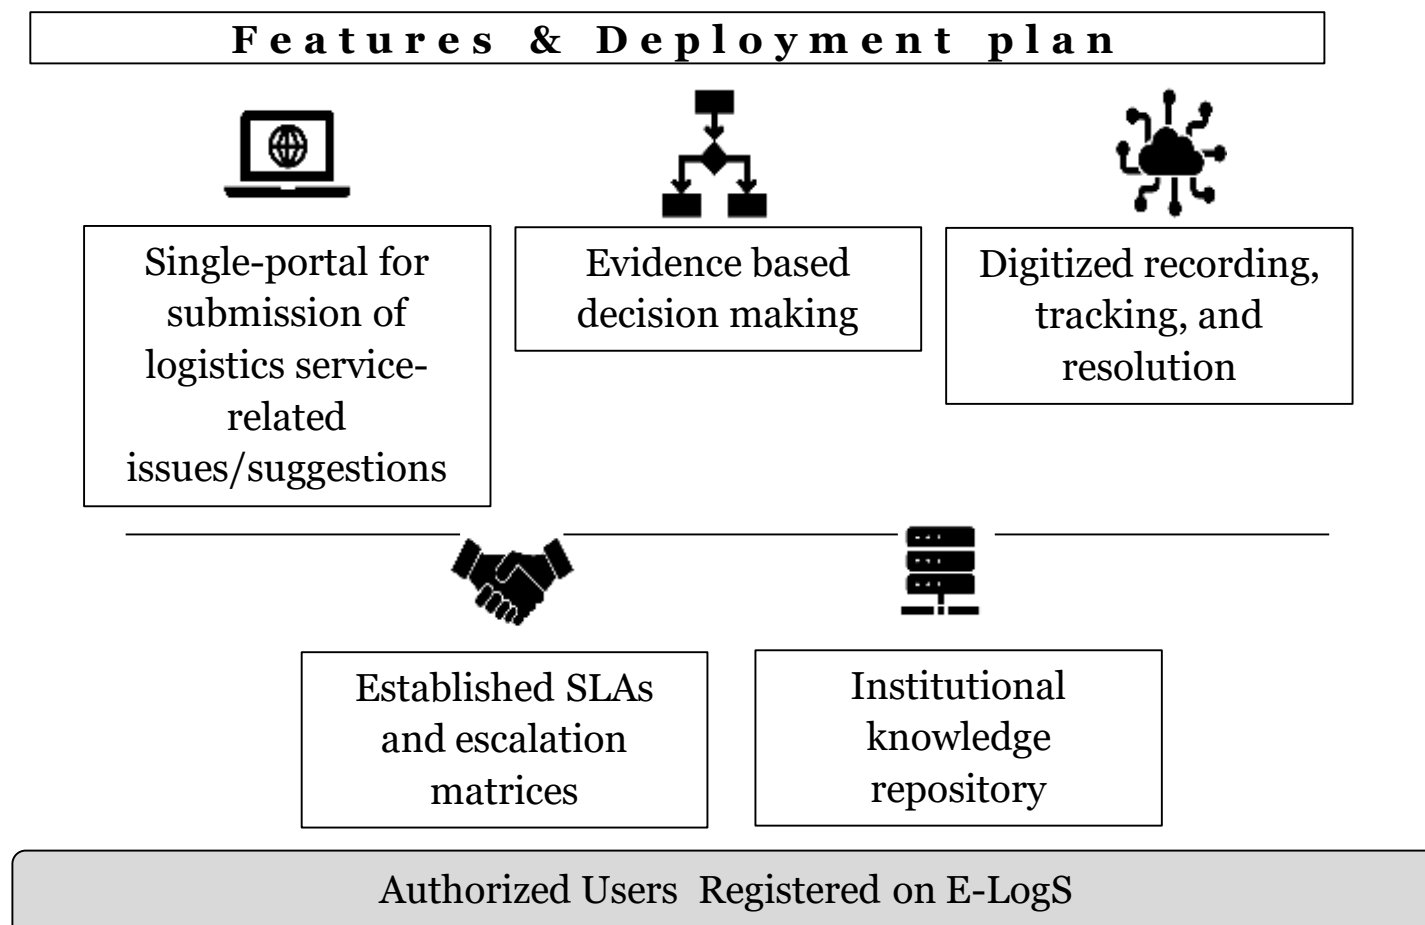 Features & Deployment plan
Single-portal for
submission of
logistics service-
related
issues/suggestions
Evidence based
decision making
Digitized recording,
tracking, and
resolution
Established SLAs
and escalation
matrices
Institutional
knowledge
repository
Authorized Users  Registered on E-LogS